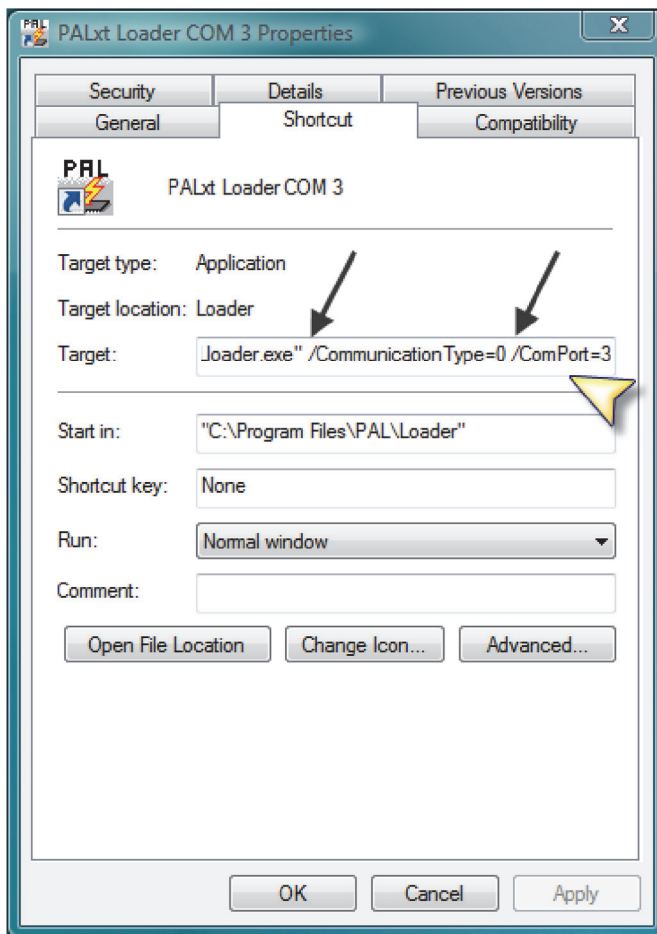 PAL
PALxt Loader COM 3 Properties
X
Security Details Previous Versions
General Shortcut Compatibility
PAL
PALxt Loader COM 3
Target type: Application
Target location: Loader
Target: .loader.exe" /CommunicationType=0 /ComPort=3
Start in: "C:\Program Files\PAL\Loader"
Shortcut key: None
Run: Normal window
Comment:
Open File Location Change Icon... Advanced...
OK Cancel Apply